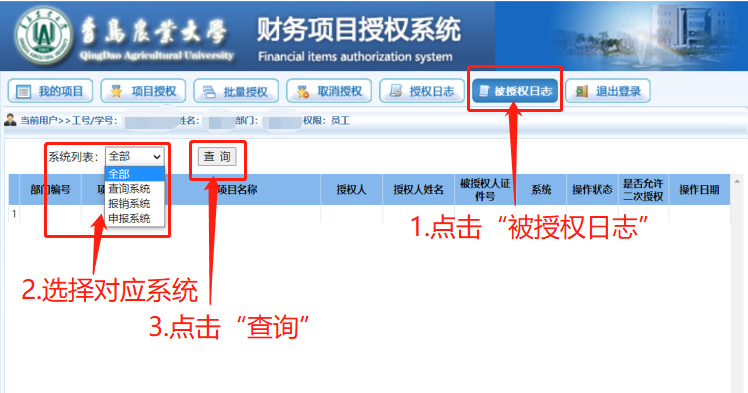 青岛农业大学
QingDao Agricultural University
财务项目授权系统
Financial items authorization system
我的项目 项目授权 批量授权 取消授权 授权日志 被授权日志 退出登录
当前用户>>工号/学号: 姓名: 部门: 权限: 员工
系统列表: 全部 查 询
全部
查询系统
报销系统
申报系统
部门编号 项 项目名称 授权人 授权人姓名 被授权人证件号 系统 操作状态 是否允许二次授权 操作日期
1
1.点击“被授权日志”
2.选择对应系统
3.点击“查询”